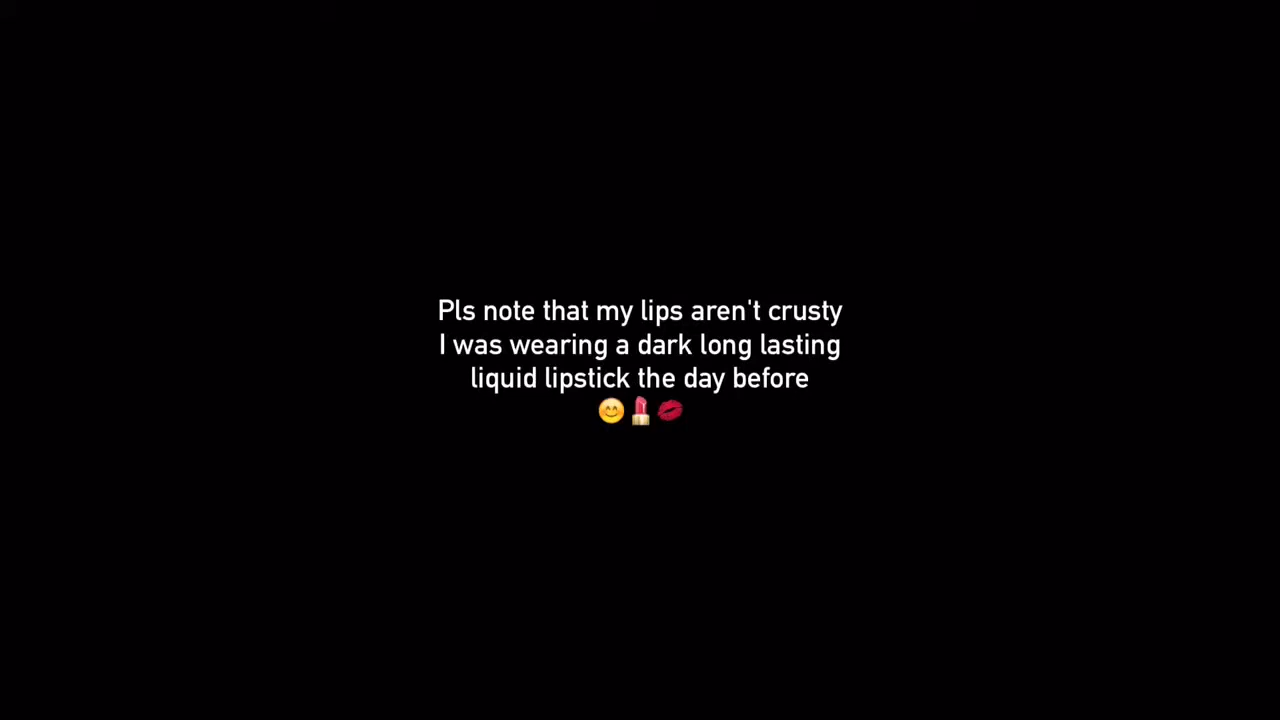 Pls note that my lips aren't crusty
I was wearing a dark long lasting
liquid lipstick the day before
😊💄💋